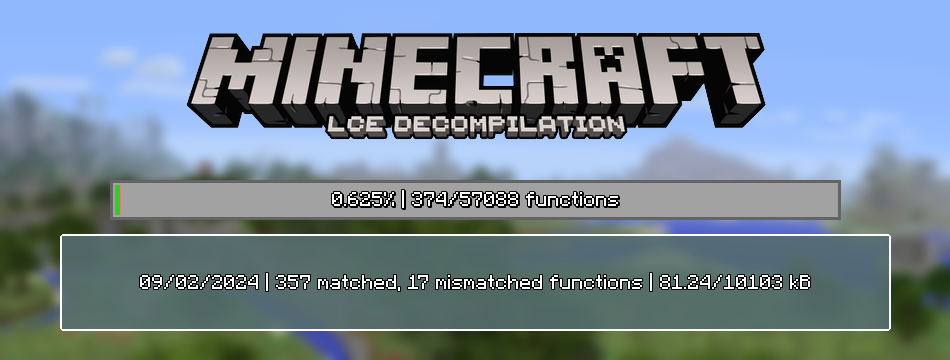 MINECRAFT
LCE DECOMPILATION
0.625% | 374/57088 functions
09/02/2024 | 357 matched, 17 mismatched functions | 81.24/10103 kB